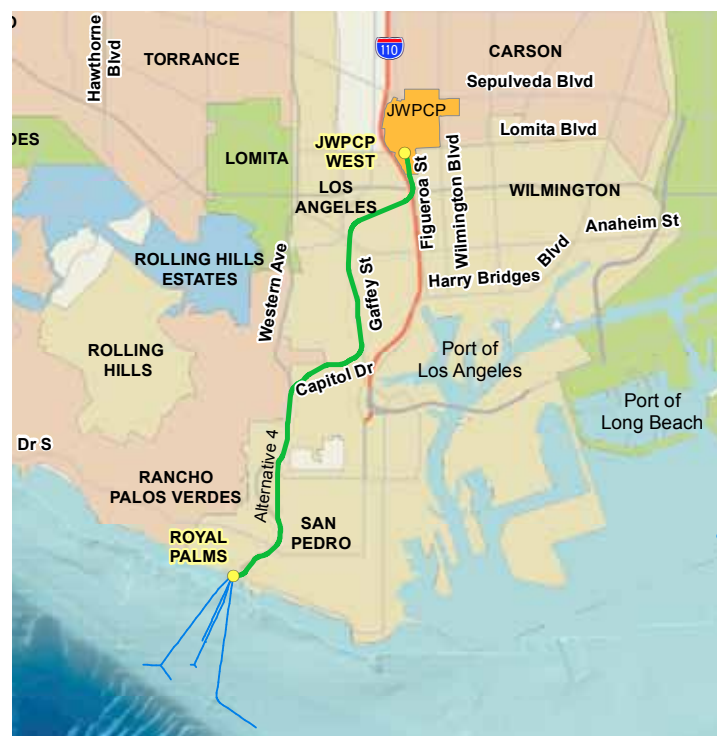 O
Hawthorne
Blvd
TORRANCE
110
CARSON
Sepulveda Blvd
JWPCP
Lomita Blvd
DES
LOMITA
JWPCP
WEST
LOS
ANGELES
Figueroa St
Wilmington Blvd
WILMINGTON
Anaheim St
ROLLING HILLS
ESTATES
Western Ave
Gaffey St
Harry Bridges
Blvd
ROLLING
HILLS
Port of
Los Angeles
Capitol Dr
Port of
Long Beach
Dr S
RANCHO
PALOS VERDES
Alternative 4
SAN
PEDRO
ROYAL
PALMS